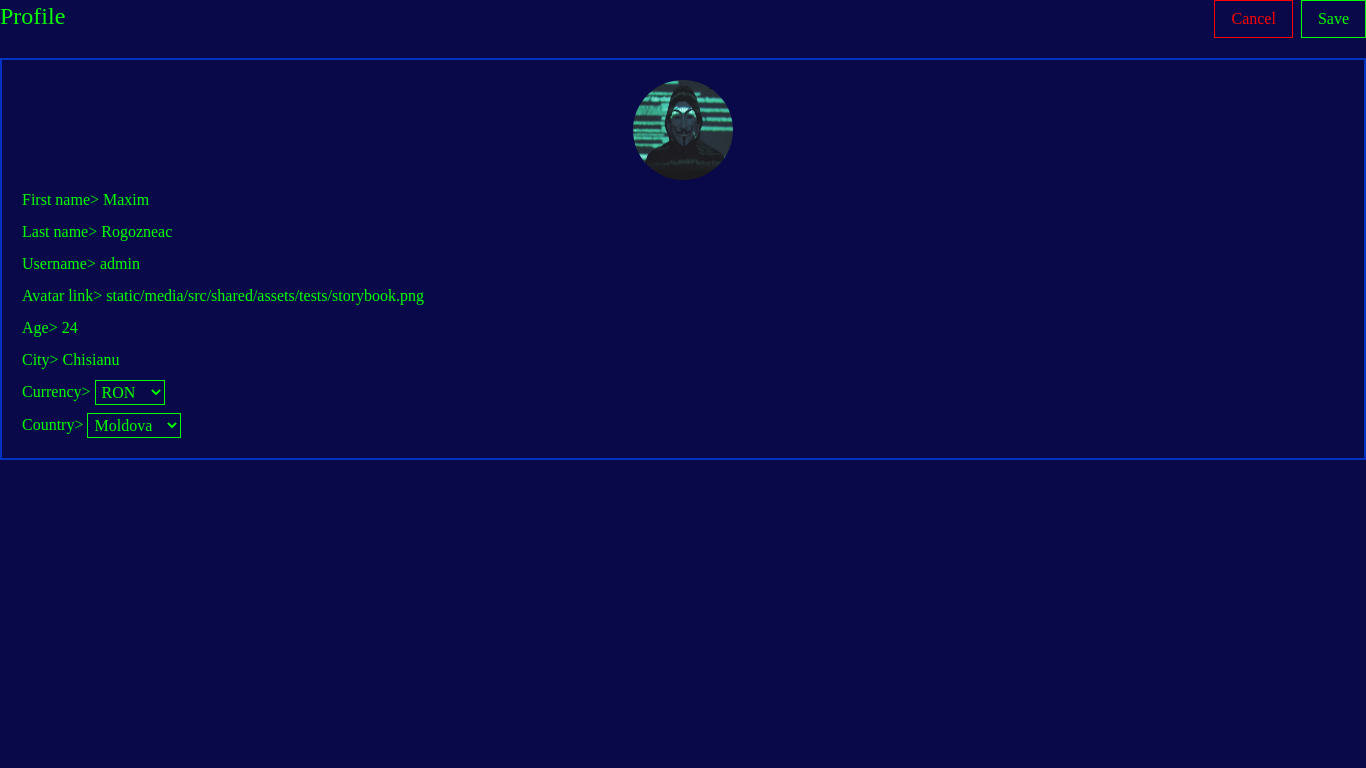 Profile
Cancel
Save
First name> Maxim
Last name> Rogozneac
Username> admin
Avatar link> static/media/src/shared/assets/tests/storybook.png
Age> 24
City> Chisianu
Currency> RON
Country> Moldova